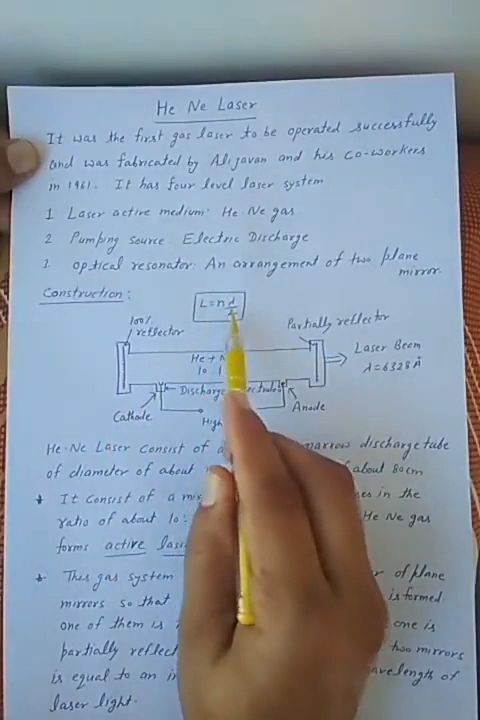 He Ne Laser
It was the first gas laser to be operated successfully
and was fabricated by Ali javan and his co-workers
in 1961. It has four level laser system
1 Laser active medium: He-Ne gas
2 Pumping source: Electric Discharge
3. optical resonator: An arrangement of two plane
mirror.
Construction:
L=nλ
100%
reflector
Partially reflector
He + N
10
Laser Beam
λ=6328Å
Discharge electrodes
Cathode
Anode
High
He-Ne Laser consist of a narrow discharge tube
of diameter of about of about 80cm
* It consist of a in the
ratio of about 10: He Ne gas
forms active
* This gas system of plane
mirrors so that is formed.
one of them is one is
partially reflect two mirrors
is equal to an in wavelength of
laser light.